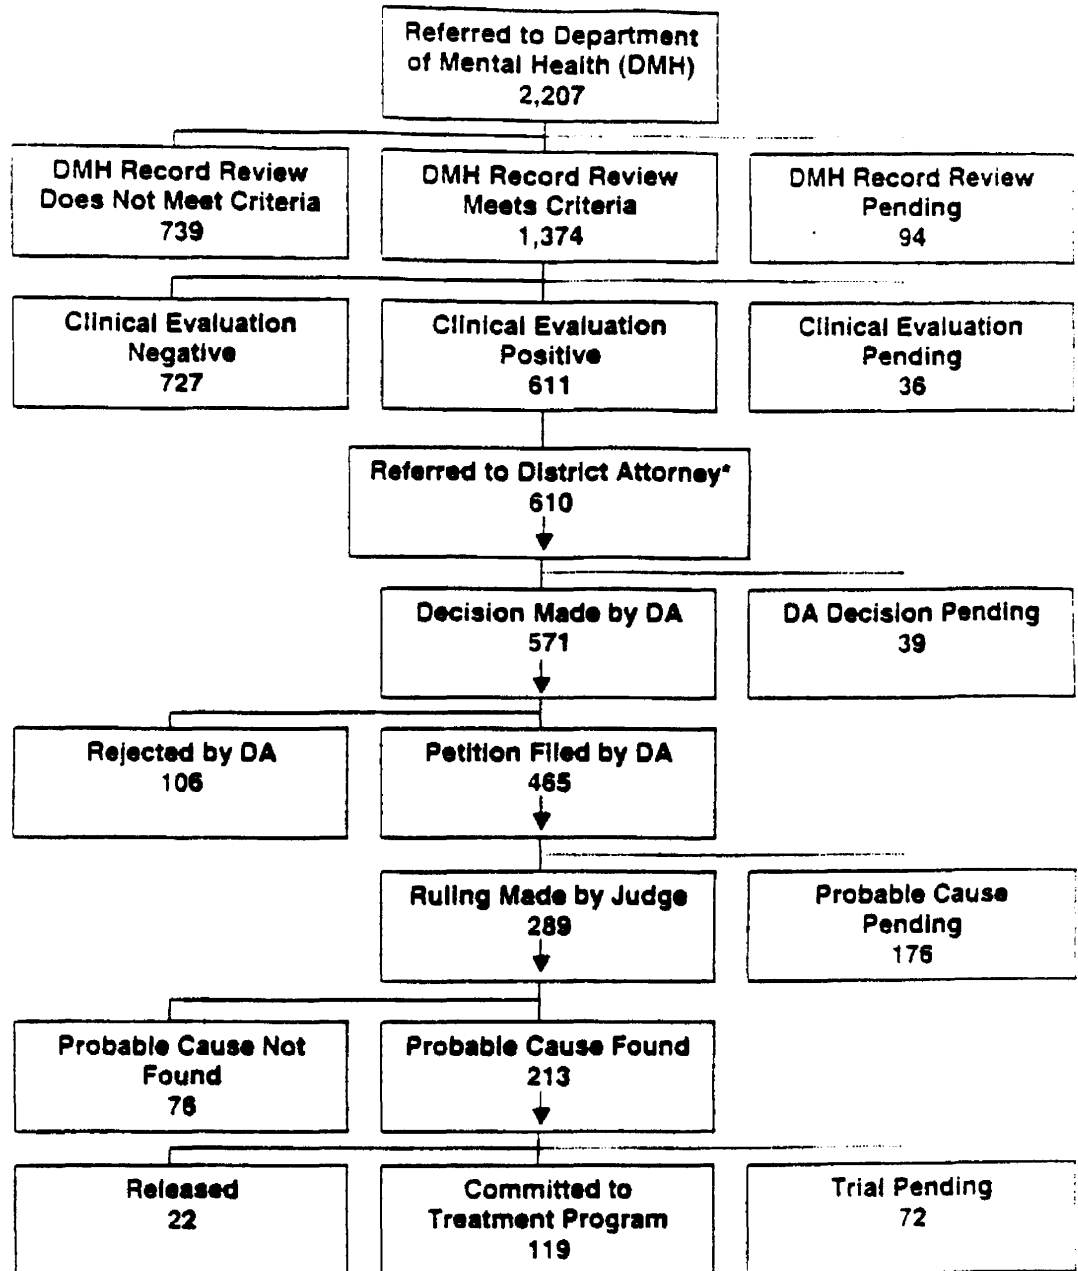 Referred to Department
of Mental Health (DMH)
2,207
DMH Record Review
Does Not Meet Criteria
739
DMH Record Review
Meets Criteria
1,374
DMH Record Review
Pending
94
Clinical Evaluation
Negative
727
Clinical Evaluation
Positive
611
Clinical Evaluation
Pending
36
Referred to District Attorney*
610
Decision Made by DA
571
DA Decision Pending
39
Rejected by DA
106
Petition Filed by DA
465
Ruling Made by Judge
289
Probable Cause
Pending
176
Probable Cause Not
Found
76
Probable Cause Found
213
Released
22
Committed to
Treatment Program
119
Trial Pending
72